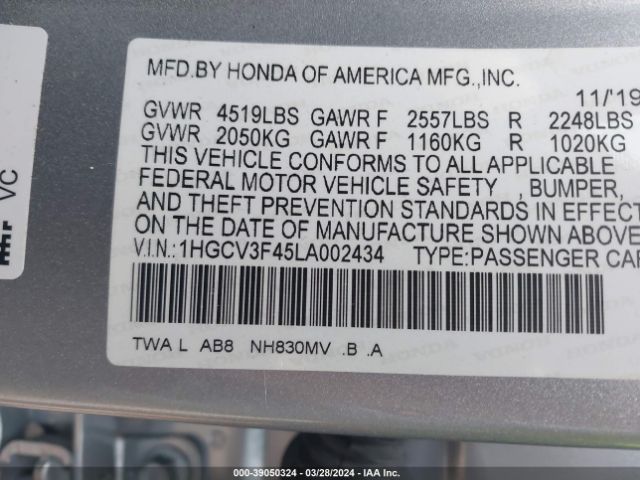 MFD.BY HONDA OF AMERICA MFG.,INC.
11/'19
GVWR 4519LBS GAWR F 2557LBS R 2248LBS
GVWR 2050KG GAWR F 1160KG R 1020KG
THIS VEHICLE CONFORMS TO ALL APPLICABLE
FEDERAL MOTOR VEHICLE SAFETY , BUMPER,
AND THEFT PREVENTION STANDARDS IN EFFECT
ON THE DATE OF MANUFACTURE SHOWN ABOVE
V.I.N.:1HGCV3F45LA002434 TYPE:PASSENGER CAR
TWA L AB8 NH830MV .B .A
VC
000-39050324 | 03/28/2024 | IAA Inc.